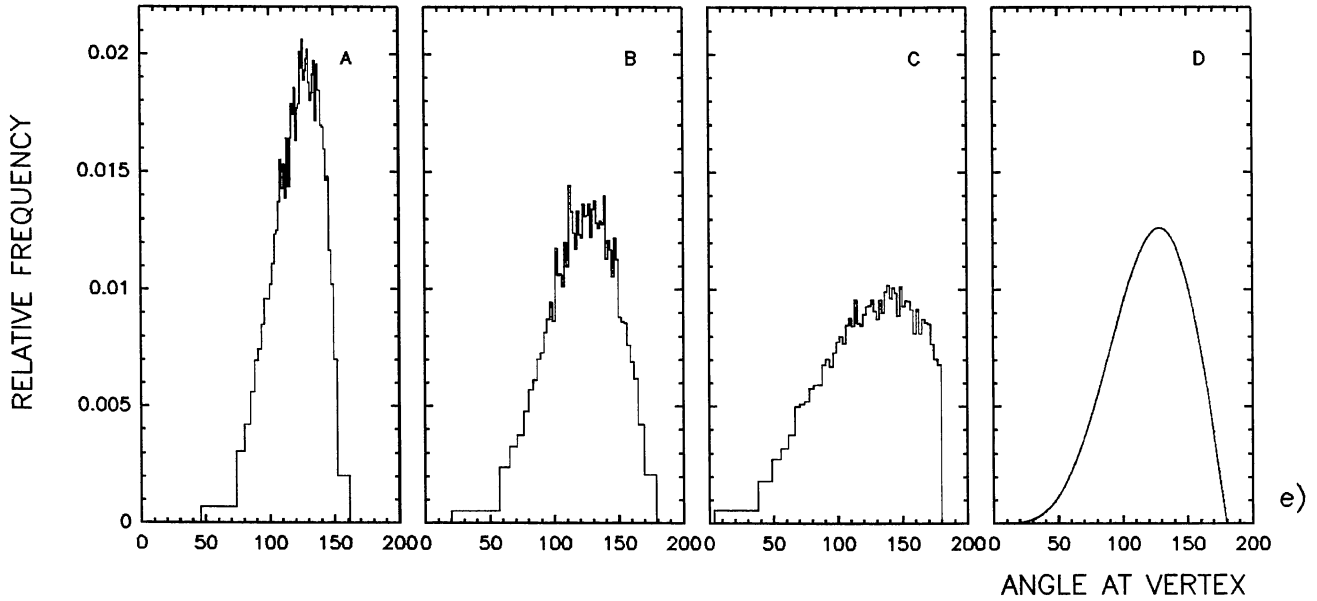 A
B
C
D
RELATIVE FREQUENCY
0.02
0.015
0.01
0.005
0
0 50 100 150 200
0 50 100 150 200
0 50 100 150 200
0 50 100 150 200
ANGLE AT VERTEX
e)